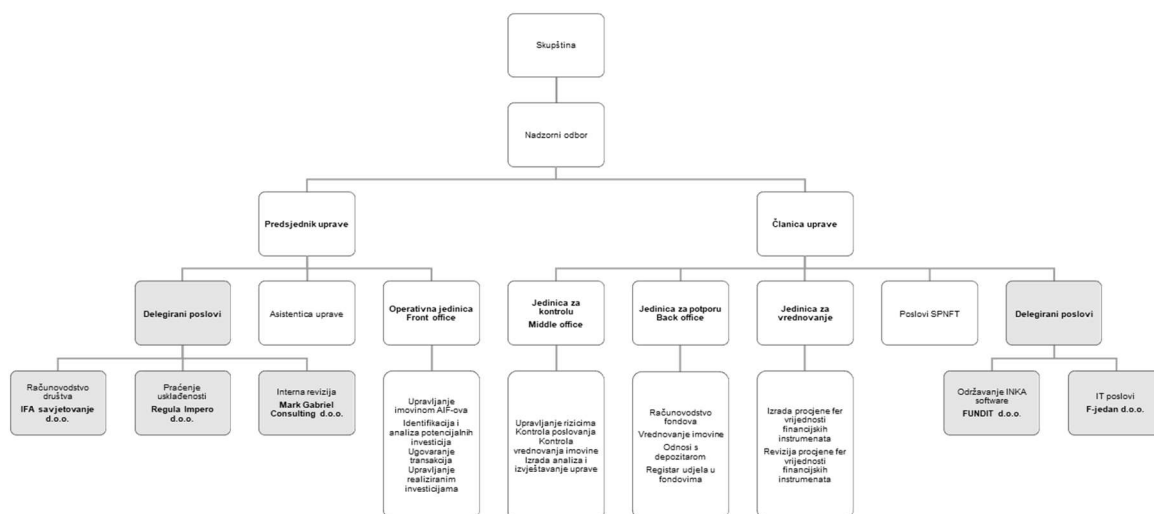 Skupština
Nadzorni odbor
Predsjednik uprave
Članica uprave
Delegirani poslovi
Asistentica uprave
Operativna jedinica
Front office
Jedinica za
kontrolu
Middle office
Jedinica za potporu
Back office
Jedinica za
vrednovanje
Poslovi SPNFT
Delegirani poslovi
Računovodstvo
društva
IFA savjetovanje
d.o.o.
Praćenje
usklađenosti
Regula Impero
d.o.o.
Interna revizija
Mark Gabriel
Consulting d.o.o.
Upravljanje
imovinom AIF-ova
Identifikacija i
analiza potencijalnih
investicija
Ugovaranje
transakcija
Upravljanje
realiziranim
investicijama
Upravljanje rizicima
Kontrola poslovanja
Kontrola
vrednovanja imovine
Izrada analiza i
izvještavanje uprave
Računovodstvo
fondova
Vrednovanje imovine
Odnosi s
depozitarom
Registar udjela u
fondovima
Izrada procjene fer
vrijednosti
financijskih
instrumenata
Revizija procjene fer
vrijednosti
financijskih
instrumenata
Održavanje INKA
software
FUNDIT d.o.o.
IT poslovi
F-jedan d.o.o.